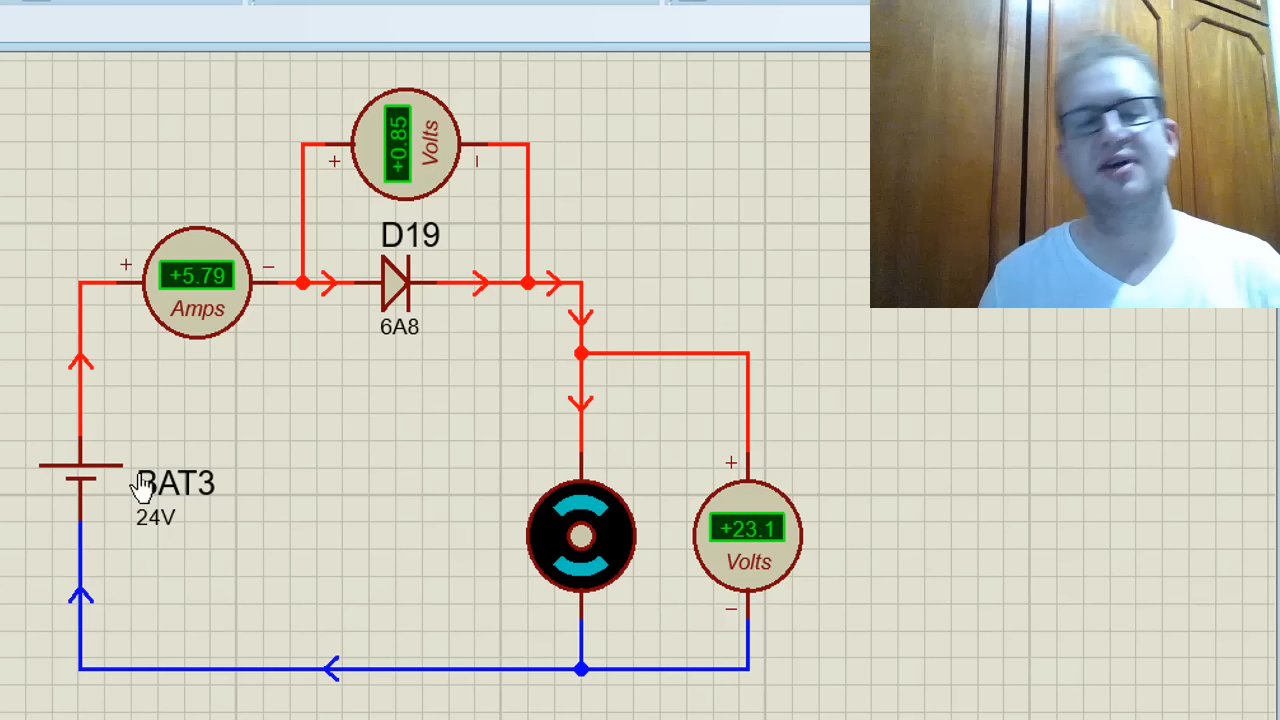 +0.85
Volts
D19
+5.79
Amps
6A8
BAT3
24V
+23.1
Volts